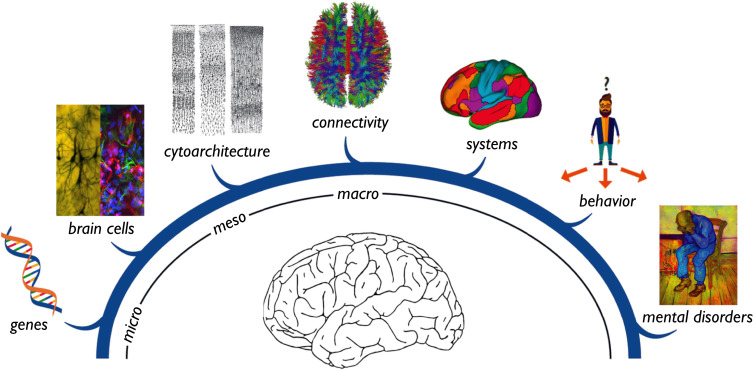 genes
brain cells
cytoarchitecture
connectivity
systems
?
behavior
mental disorders
micro
meso
macro